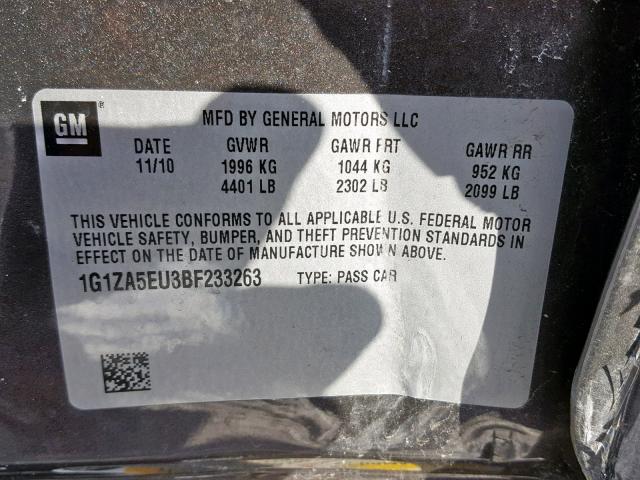 GM ®
MFD BY GENERAL MOTORS LLC
DATE GVWR GAWR FRT GAWR RR
11/10 1996 KG 1044 KG 952 KG
4401 LB 2302 LB 2099 LB
THIS VEHICLE CONFORMS TO ALL APPLICABLE U.S. FEDERAL MOTOR
VEHICLE SAFETY, BUMPER, AND THEFT PREVENTION STANDARDS IN
EFFECT ON THE DATE OF MANUFACTURE SHOWN ABOVE.
1G1ZA5EU3BF233263 TYPE: PASS CAR